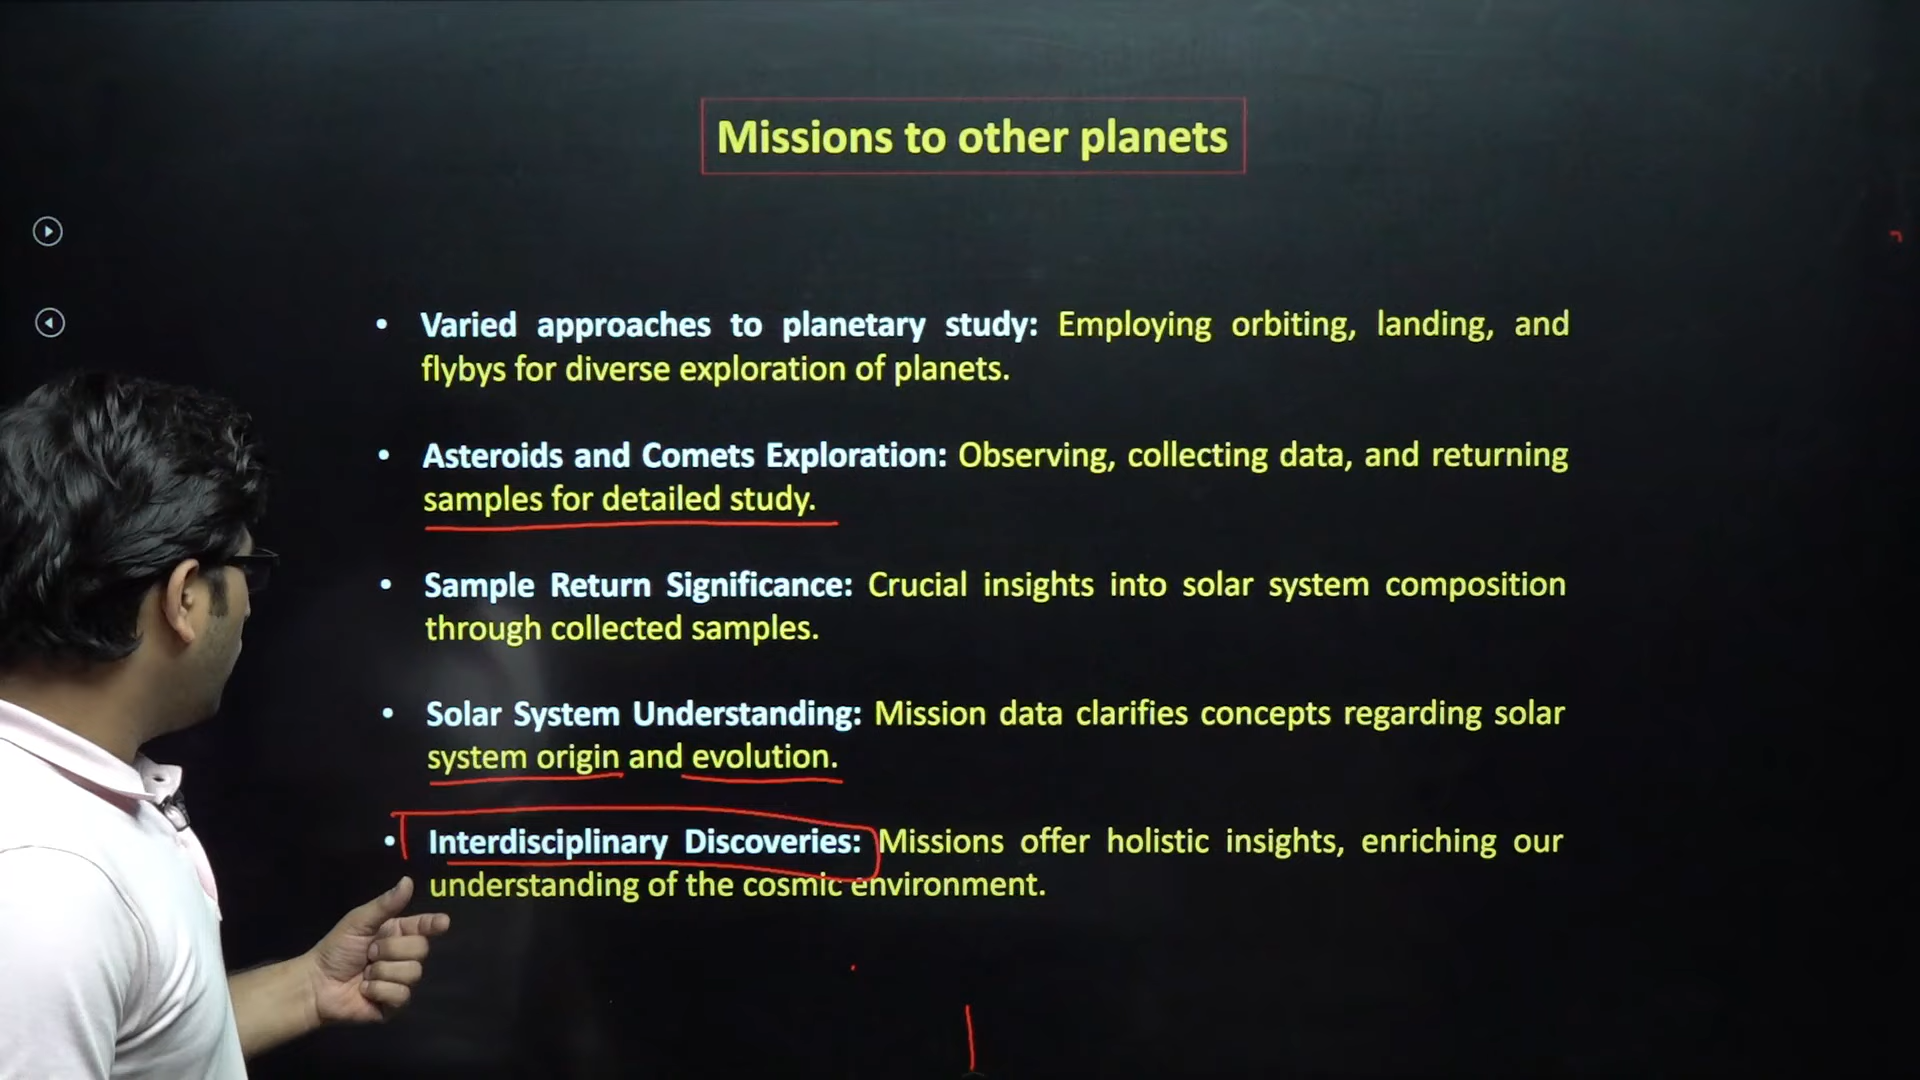 Missions to other planets
• Varied approaches to planetary study: Employing orbiting, landing, and
flybys for diverse exploration of planets.
• Asteroids and Comets Exploration: Observing, collecting data, and returning
samples for detailed study.
• Sample Return Significance: Crucial insights into solar system composition
through collected samples.
• Solar System Understanding: Mission data clarifies concepts regarding solar
system origin and evolution.
• Interdisciplinary Discoveries: Missions offer holistic insights, enriching our
understanding of the cosmic environment.